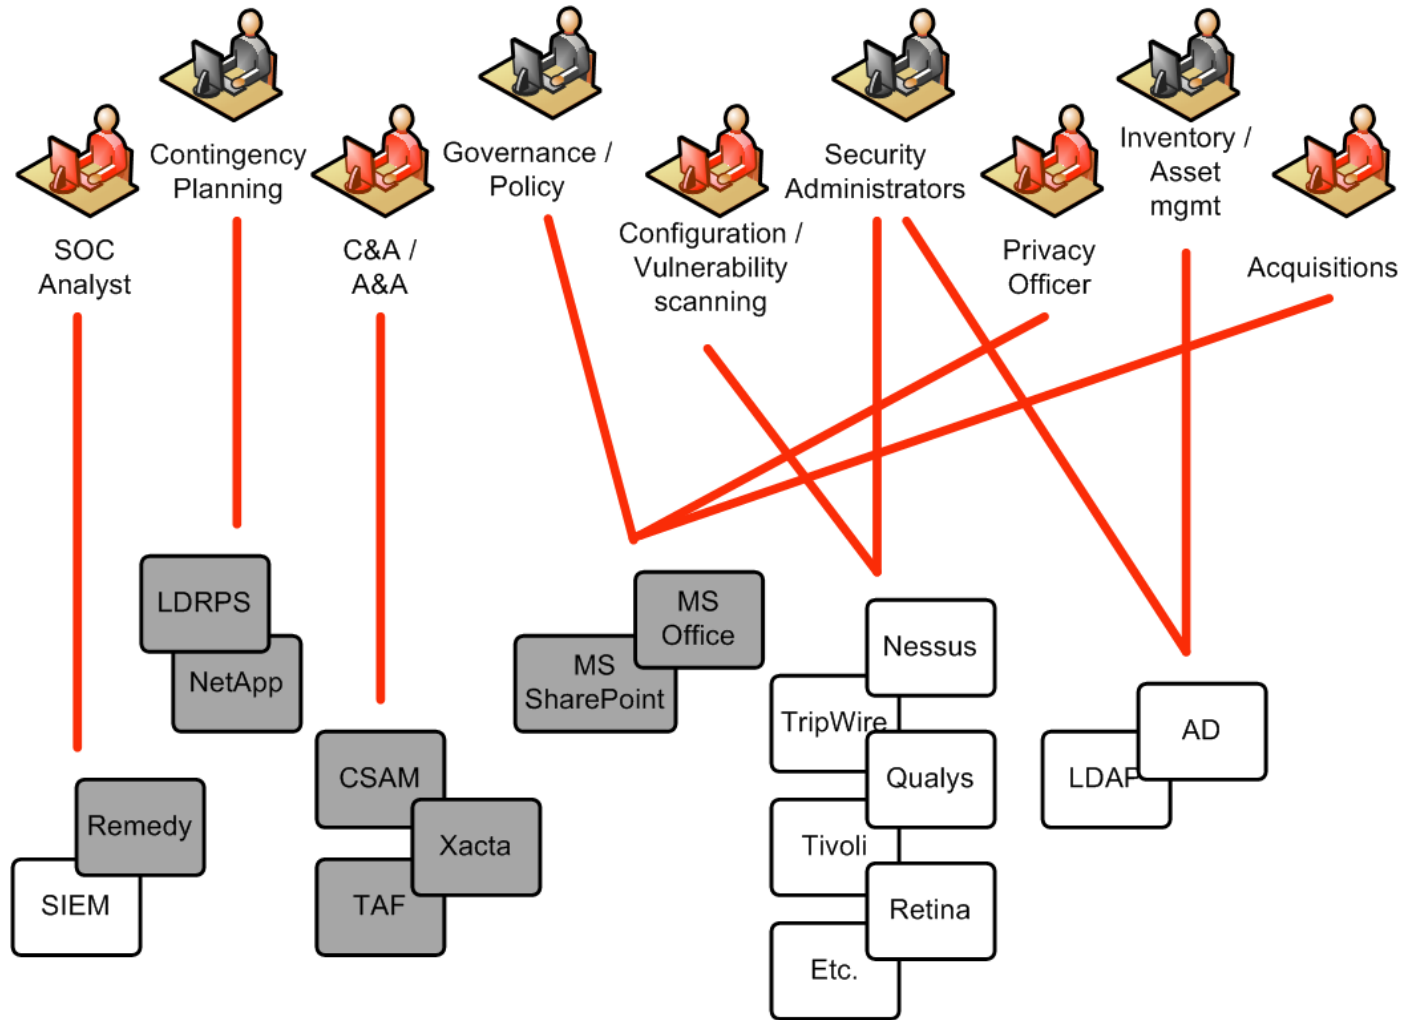 Contingency
Planning
Governance /
Policy
Security
Administrators
Inventory /
Asset
mgmt
SOC
Analyst
C&A /
A&A
Configuration /
Vulnerability
scanning
Privacy
Officer
Acquisitions
LDRPS
NetApp
MS
Office
MS
SharePoint
Nessus
TripWire
Qualys
Tivoli
Retina
Etc.
AD
LDAP
CSAM
Xacta
TAF
Remedy
SIEM